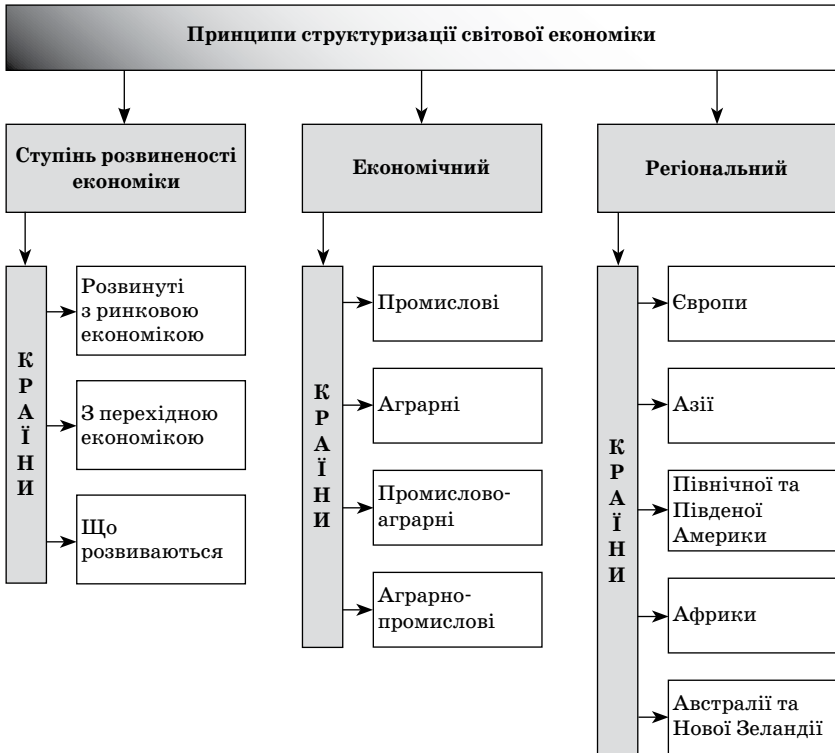 Принципи структуризації світової економіки
Ступінь розвиненості
економіки
К
Р
А
Ї
Н
И
Розвинуті
з ринковою
економікою
З перехідною
економікою
Що
розвиваються
Економічний
К
Р
А
Ї
Н
И
Промислові
Аграрні
Промислово-
аграрні
Аграрно-
промислові
Регіональний
К
Р
А
Ї
Н
И
Європи
Азії
Північної та
Південої
Америки
Африки
Австралії та
Нової Зеландії